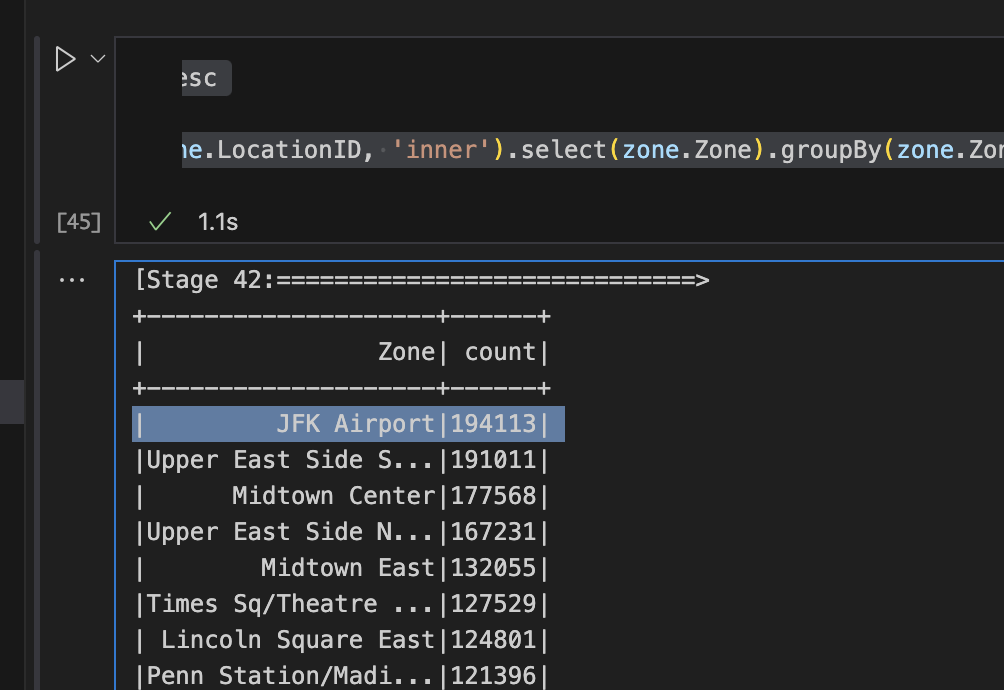 esc
ne.LocationID, 'inner').select(zone.Zone).groupBy(zone.Zon
[45] 1.1s
[Stage 42:=============================>
+--------------------+------+
|                Zone| count|
+--------------------+------+
|         JFK Airport|194113|
|Upper East Side S...|191011|
|      Midtown Center|177568|
|Upper East Side N...|167231|
|        Midtown East|132055|
|Times Sq/Theatre ...|127529|
| Lincoln Square East|124801|
|Penn Station/Madi...|121396|